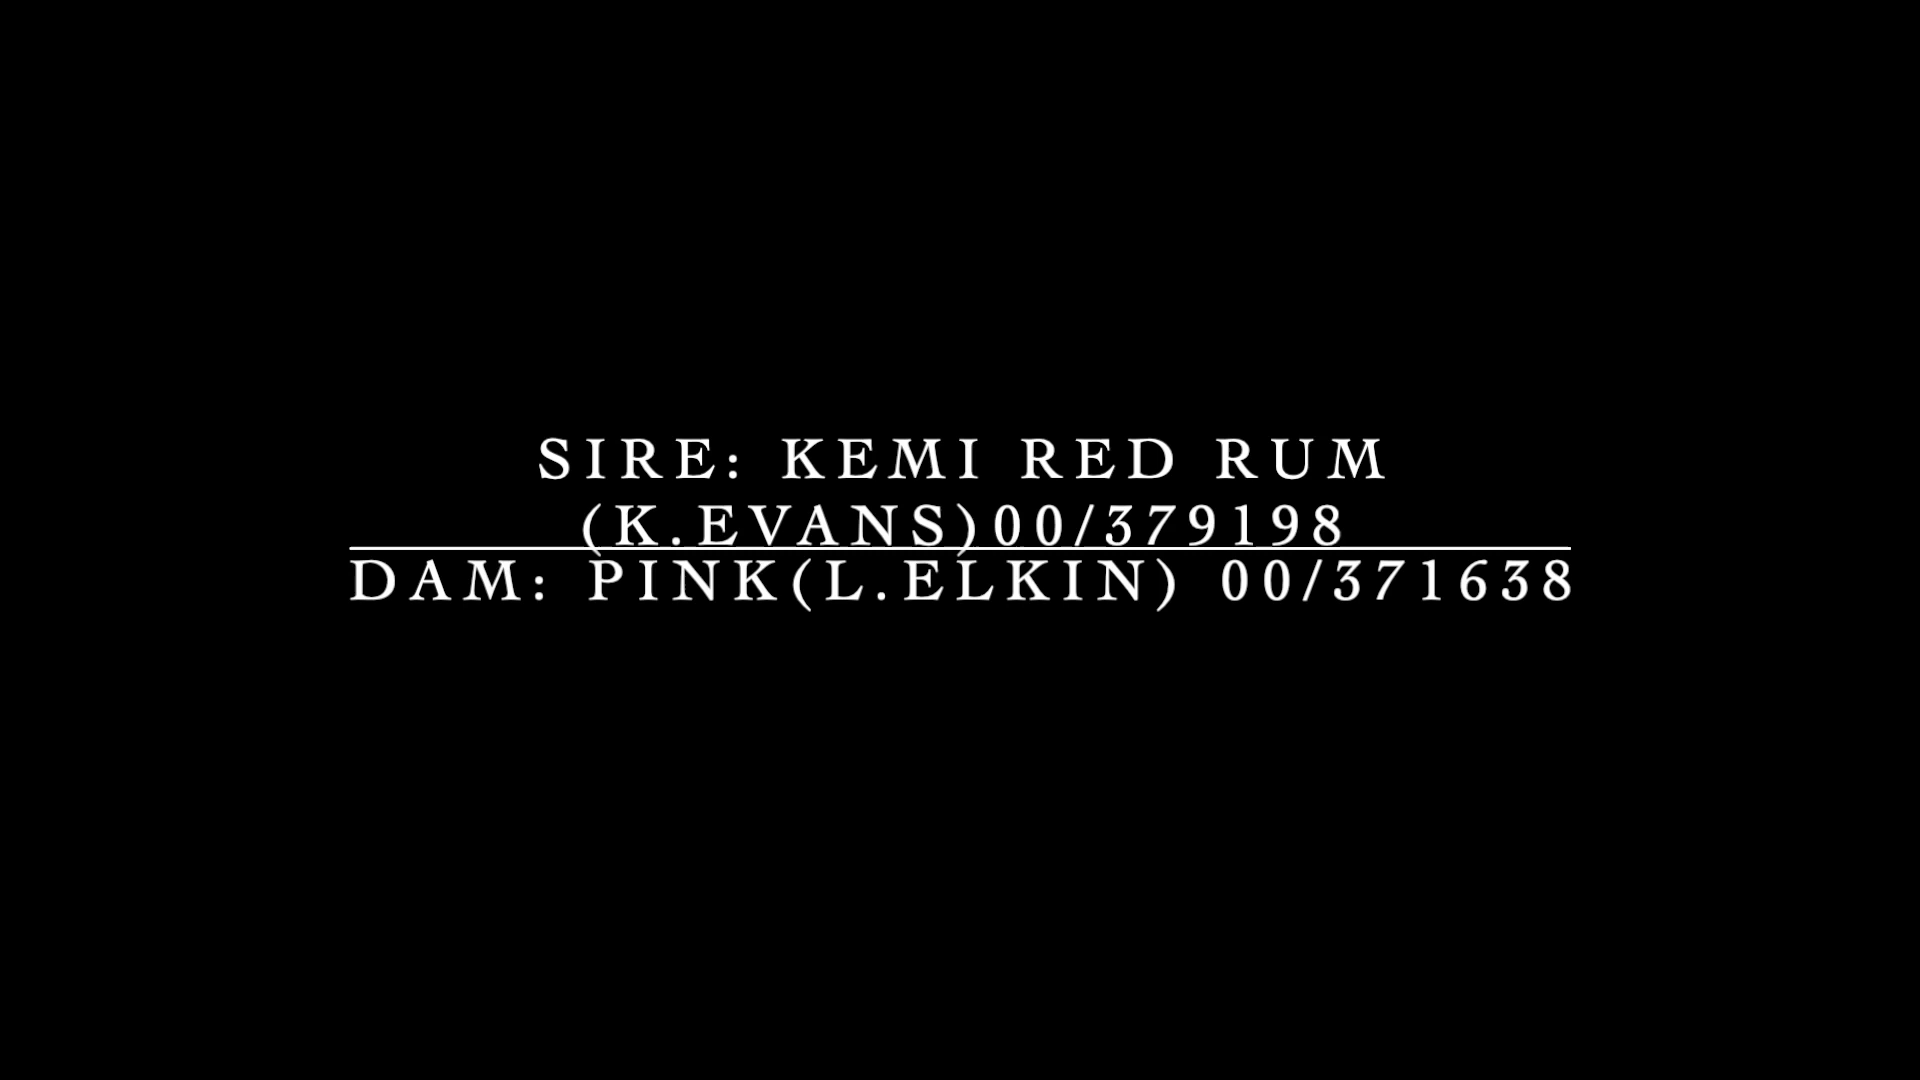 SIRE: KEMI RED RUM
(K.EVANS)00/379198
DAM: PINK(L.ELKIN) 00/371638